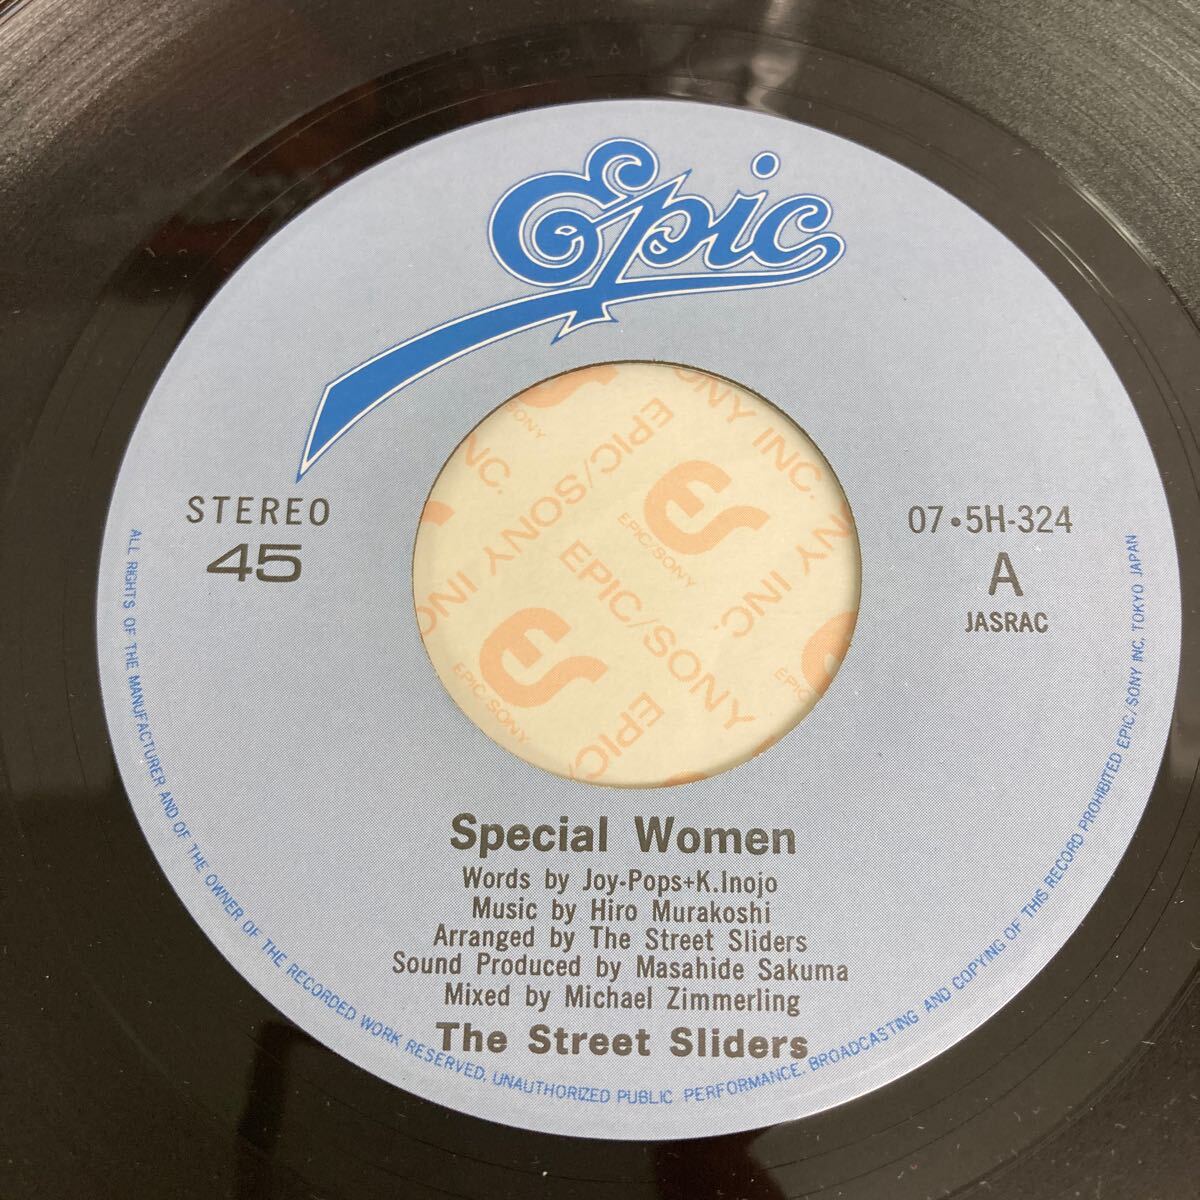 Epic
STEREO
45
07・5H-324
A
JASRAC
SONY INC.
EPIC/SONY
EPIC/SONY INC.
EPIC/SONY
EPIC/SONY
EPIC/SONY
Special Women
Words by Joy-Pops+K.Inojo
Music by Hiro Murakoshi
Arranged by The Street Sliders
Sound Produced by Masahide Sakuma
Mixed by Michael Zimmerling
The Street Sliders
ALL RIGHTS OF THE MANUFACTURER AND OF THE OWNER OF THE RECORDED WORK RESERVED. UNAUTHORIZED PUBLIC PERFORMANCE. BROADCASTING AND COPYING OF THIS RECORD PROHIBITED EPIC/SONY INC, TOKYO JAPAN